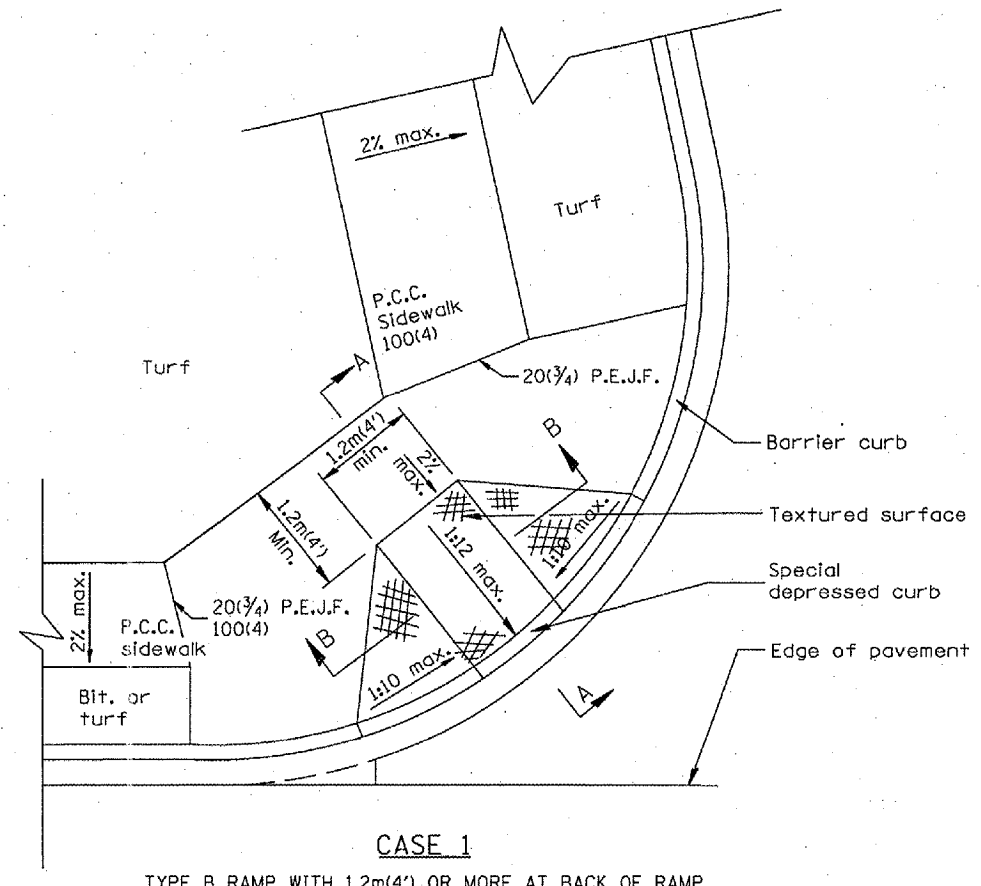 2% max.
Turf
P.C.C.
Sidewalk
100(4)
Turf
A
20(3/4) P.E.J.F.
1.2m(4')
min.
2%
max.
B
Barrier curb
1.2m(4')
Min.
Textured surface
1:12 max.
1:10 max.
Special
depressed curb
2% max.
20(3/4) P.E.J.F.
100(4)
P.C.C.
sidewalk
B
1:10 max.
Edge of pavement
Bit. or
turf
A
CASE 1
TYPE B RAMP WITH 1.2m(4') OR MORE AT BACK OF RAMP